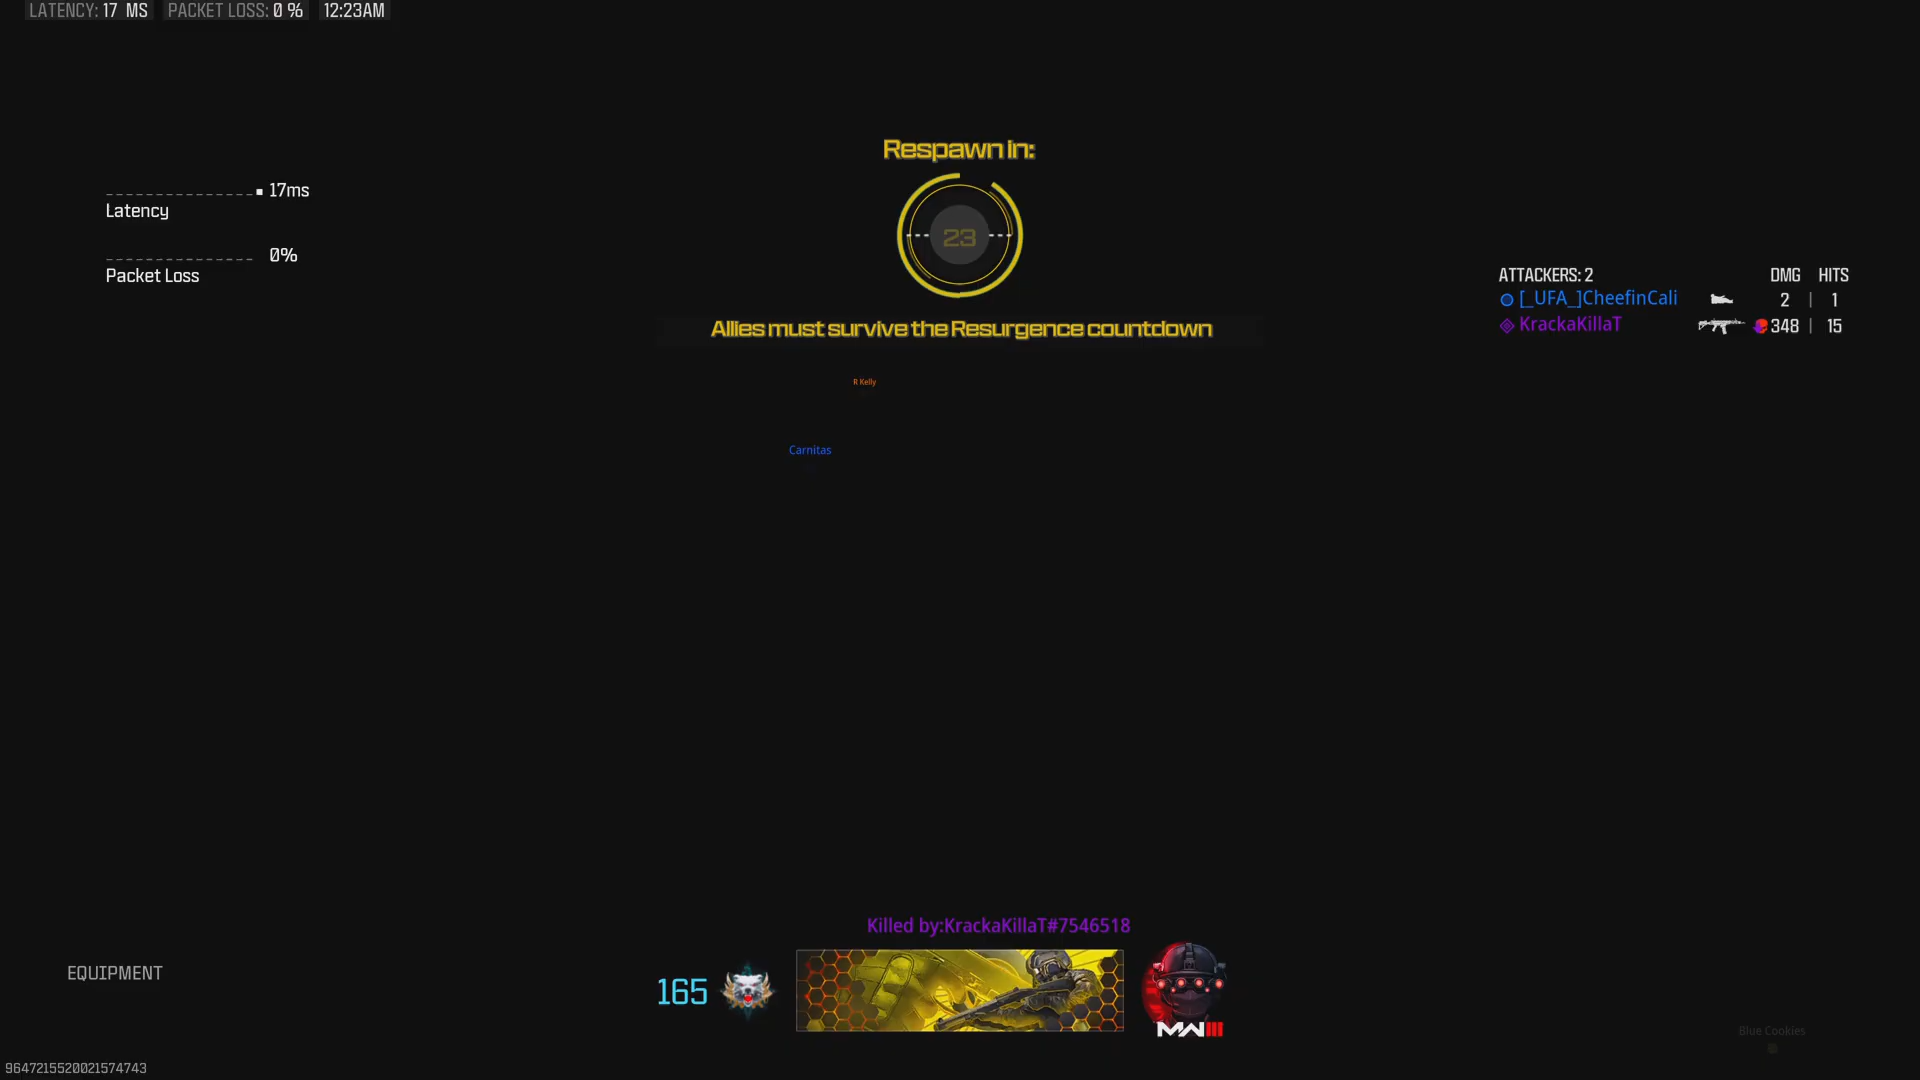 LATENCY: 17 MS PACKET LOSS: 0 % 12:23AM
Respawn in:
17ms
Latency
23
0%
Packet Loss
ATTACKERS: 2 DMG HITS
[_UFA_]CheefinCali 2 | 1
KrackaKillaT 348 | 15
Allies must survive the Resurgence countdown
R Kelly
Carnitas
Killed by:KrackaKillaT#7546518
EQUIPMENT
165
MWIII
Blue Cookies
9647215520021574743